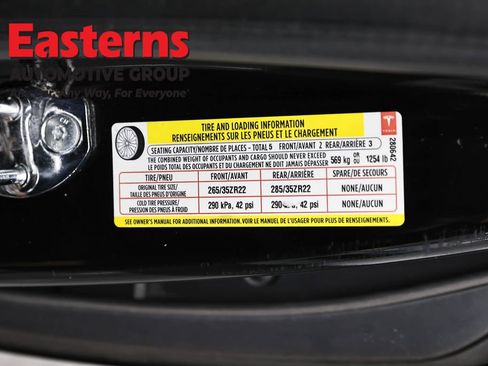 Easterns
AUTOMOTIVE GROUP
Way, For Everyone
TIRE AND LOADING INFORMATION
RENSEIGNEMENTS SUR LES PNEUS ET LE CHARGEMENT
SEATING CAPACITY/NOMBRE DE PLACES - TOTAL 5 FRONT/AVANT 2 REAR/ARRIÈRE 3
THE COMBINED WEIGHT OF OCCUPANTS AND CARGO SHOULD NEVER EXCEED
LE POIDS TOTAL DES OCCUPANTS ET DU CHARGEMENT NE DOIT JAMAIS DÉPASSER 569 kg OR OU 1254 lb
TIRE/PNEU FRONT/AVANT REAR/ARRIÈRE SPARE/DE SECOURS
ORIGINAL TIRE SIZE/
TAILLE DES PNEUS D'ORIGINE 265/35ZR22 285/35ZR22 NONE/AUCUN
COLD TIRE PRESSURE/
PRESSION DES PNEUS À FROID 290 kPa, 42 psi 290 kPa, 42 psi NONE/AUCUN
SEE OWNER'S MANUAL FOR ADDITIONAL INFORMATION. VOIR LE MANUEL DE L'USAGER POUR PLUS DE RENSEIGNEMENTS.
TESLA
280642